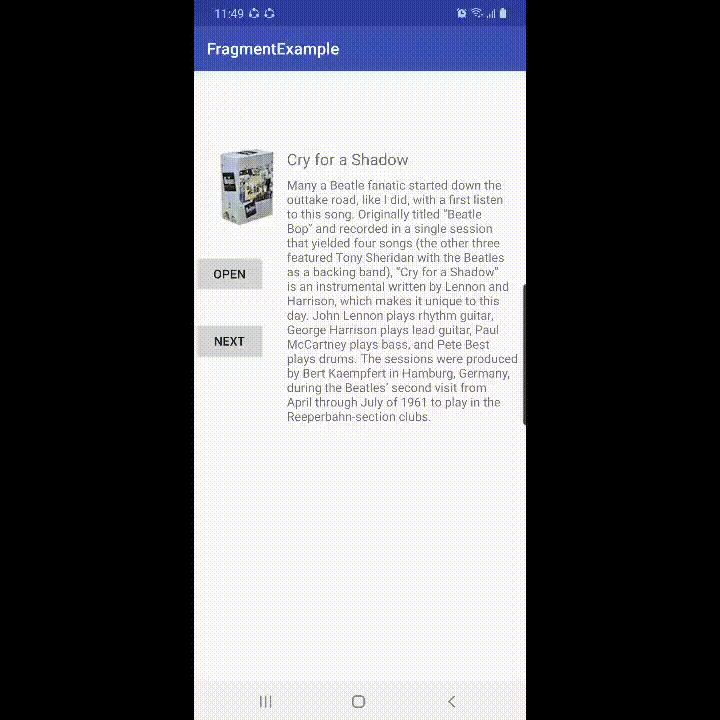 11:49
FragmentExample
Cry for a Shadow
Many a Beatle fanatic started down the
outtake road, like I did, with a first listen
to this song. Originally titled “Beatle
Bop” and recorded in a single session
that yielded four songs (the other three
featured Tony Sheridan with the Beatles
as a backing band), “Cry for a Shadow”
is an instrumental written by Lennon and
Harrison, which makes it unique to this
day. John Lennon plays rhythm guitar,
George Harrison plays lead guitar, Paul
McCartney plays bass, and Pete Best
plays drums. The sessions were produced
by Bert Kaempfert in Hamburg, Germany,
during the Beatles’ second visit from
April through July of 1961 to play in the
Reeperbahn-section clubs.
OPEN
NEXT